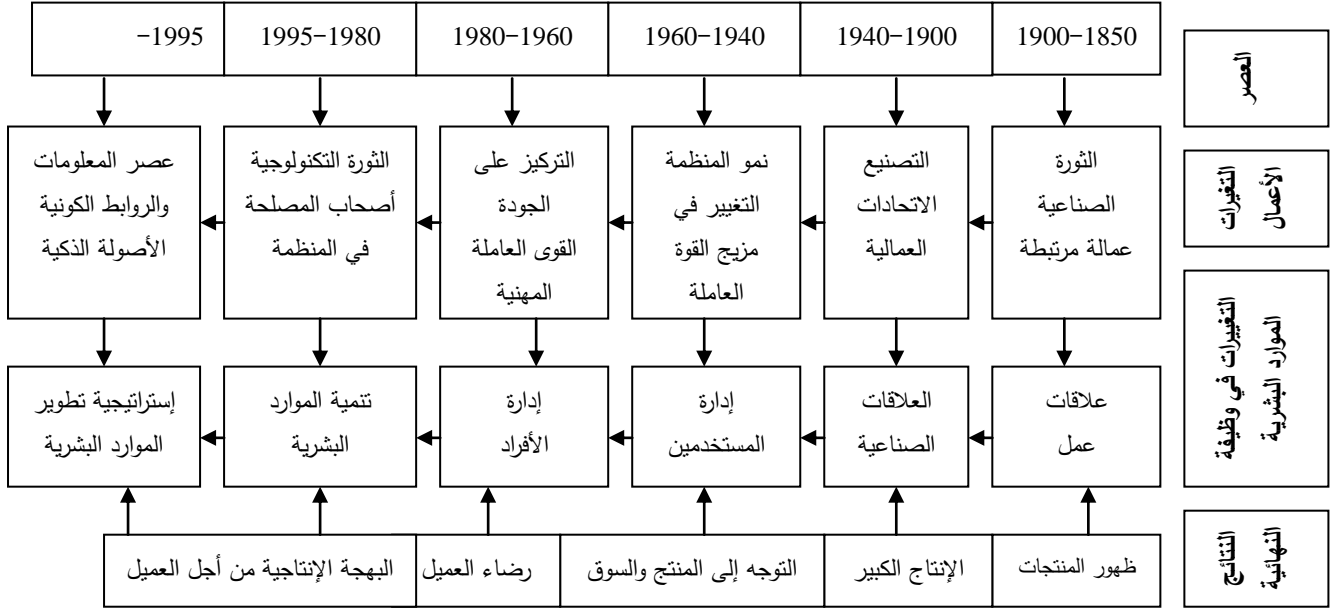 العصر
1900-1850
1940-1900
1960-1940
1980-1960
1995-1980
1995-
التغيرات
الأعمال
الثورة
الصناعية
عمالة مرتبطة
التصنيع
الاتحادات
العمالية
نمو المنظمة
التغيير في
مزيج القوة
العاملة
التركيز على
الجودة
القوى العاملة
المهنية
الثورة التكنولوجية
أصحاب المصلحة
في المنظمة
عصر المعلومات
والروابط الكونية
الأصولة الذكية
التغييرات في وظيفة
الموارد البشرية
علاقات
عمل
العلاقات
الصناعية
إدارة
المستخدمين
إدارة
الأفراد
تنمية الموارد
البشرية
إستراتيجية تطوير
الموارد البشرية
النتائج
النهائية
ظهور المنتجات
الإنتاج الكبير
التوجه إلى المنتج والسوق
رضاء العميل
البهجة الإنتاجية من أجل العميل